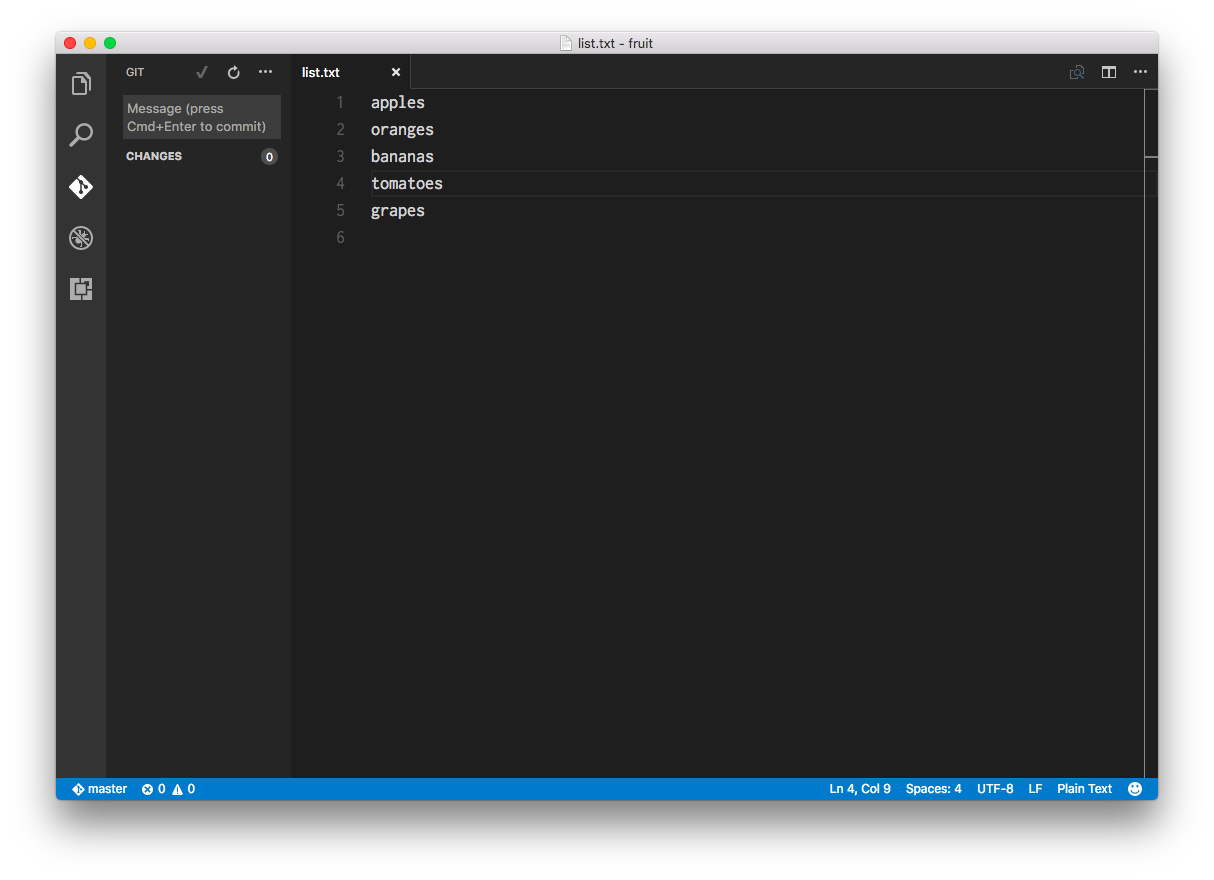 list.txt - fruit
GIT
Message (press
Cmd+Enter to commit)
CHANGES 0
list.txt
1 apples
2 oranges
3 bananas
4 tomatoes
5 grapes
6
master 0 0 Ln 4, Col 9 Spaces: 4 UTF-8 LF Plain Text